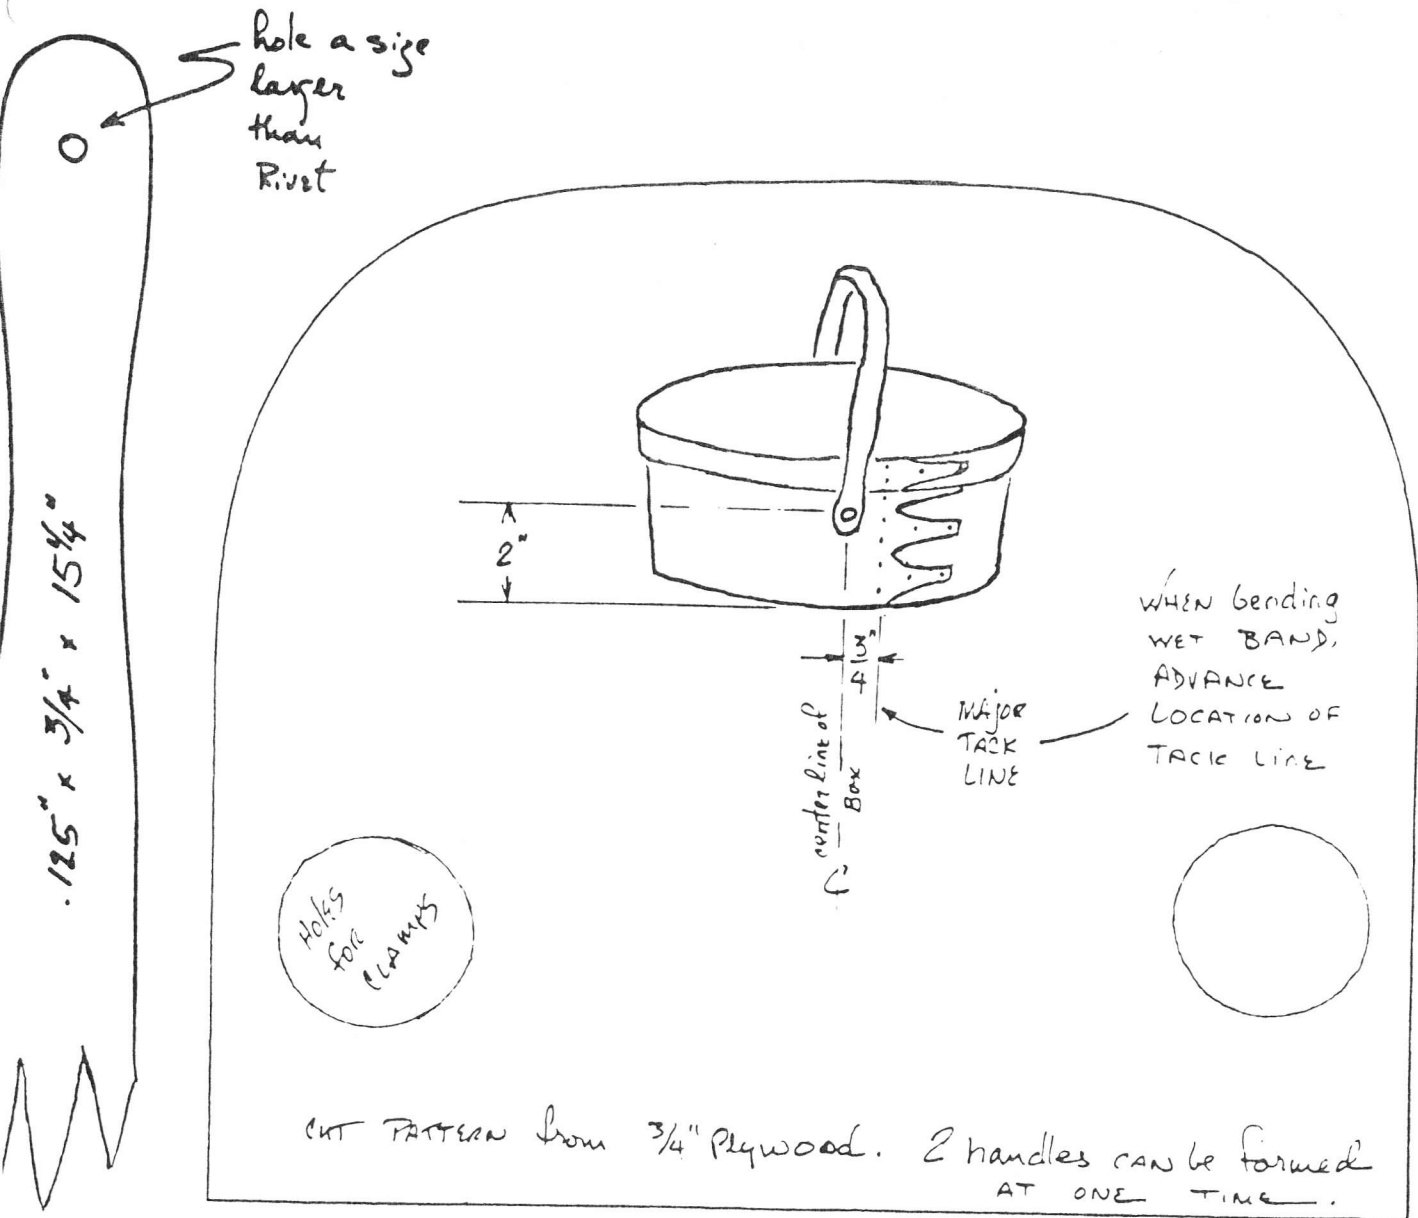 hole a size
larger
than
Rivet
.125" x 3/4" x 15 1/4"
2"
3"
4
center line of
Box
℄
MAJOR
TACK
LINE
WHEN bending
WET BAND,
ADVANCE
LOCATION OF
TACK LINE
HOLES
FOR
CLAMPS
CUT PATTERN from 3/4" Plywood. 2 handles CAN be formed
AT ONE TIME.